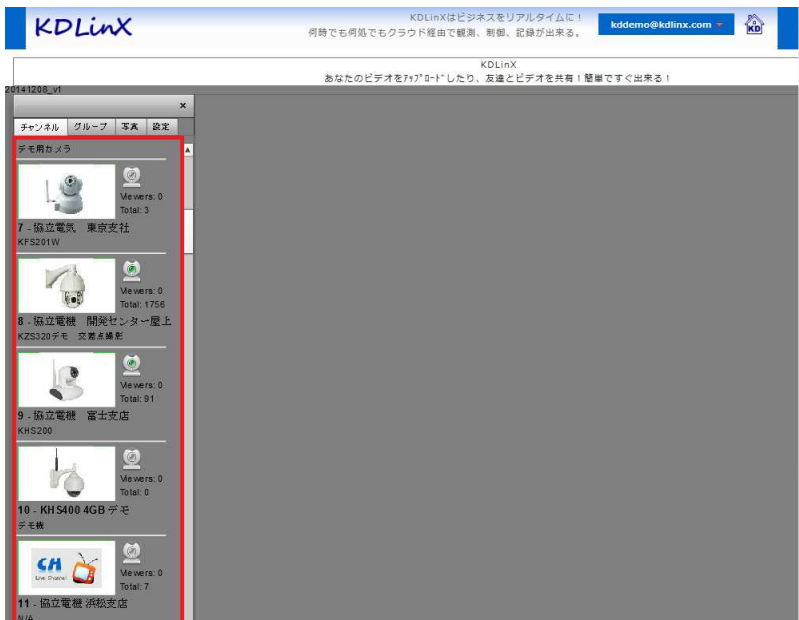 KDLinX
KDLinXはビジネスをリアルタイムに！
何時でも何処でもクラウド経由で観測、制御、記録が出来る。
kddemo@kdlinx.com
KD
KDLinX
あなたのビデオをｱｯﾌﾟﾛｰﾄﾞしたり、友達とビデオを共有！簡単ですぐ出来る！
20141208_v1
×
チャンネル グループ 写真 設定
デモ用カメラ
Viewers: 0
Total: 3
7 - 協立電気　東京支社
KFS201W
Viewers: 0
Total: 1756
8 - 協立電機　開発センター屋上
KZS320デモ　交差点撮影
Viewers: 0
Total: 91
9 - 協立電機　富士支店
KHS200
Viewers: 0
Total: 0
10 - KHS400 4GB デモ
デモ機
CH
Live Channel
Viewers: 0
Total: 7
11 - 協立電機 浜松支店
N/A